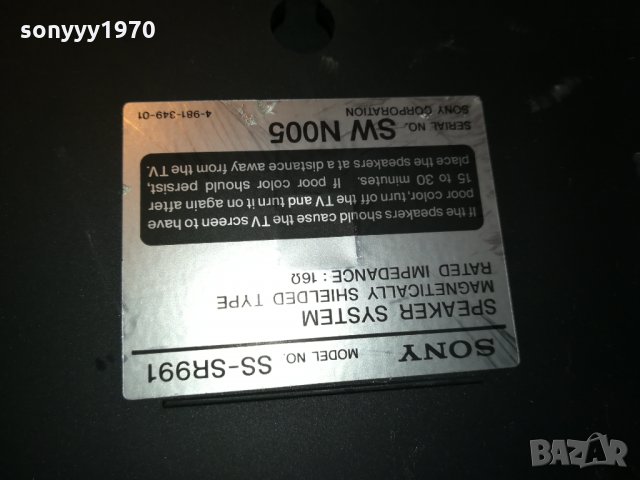 sonyyy1970
SONY MODEL NO. SS-SR991
SPEAKER SYSTEM
MAGNETICALLY SHIELDED TYPE
RATED IMPEDANCE : 16Ω
If the speakers should cause the TV screen to have
poor color, turn off the TV and turn it on again after
15 to 30 minutes. If poor color should persist,
place the speakers at a distance away from the TV.
SERIAL NO. SW N005
SONY CORPORATION 4-981-349-01
BAZAR